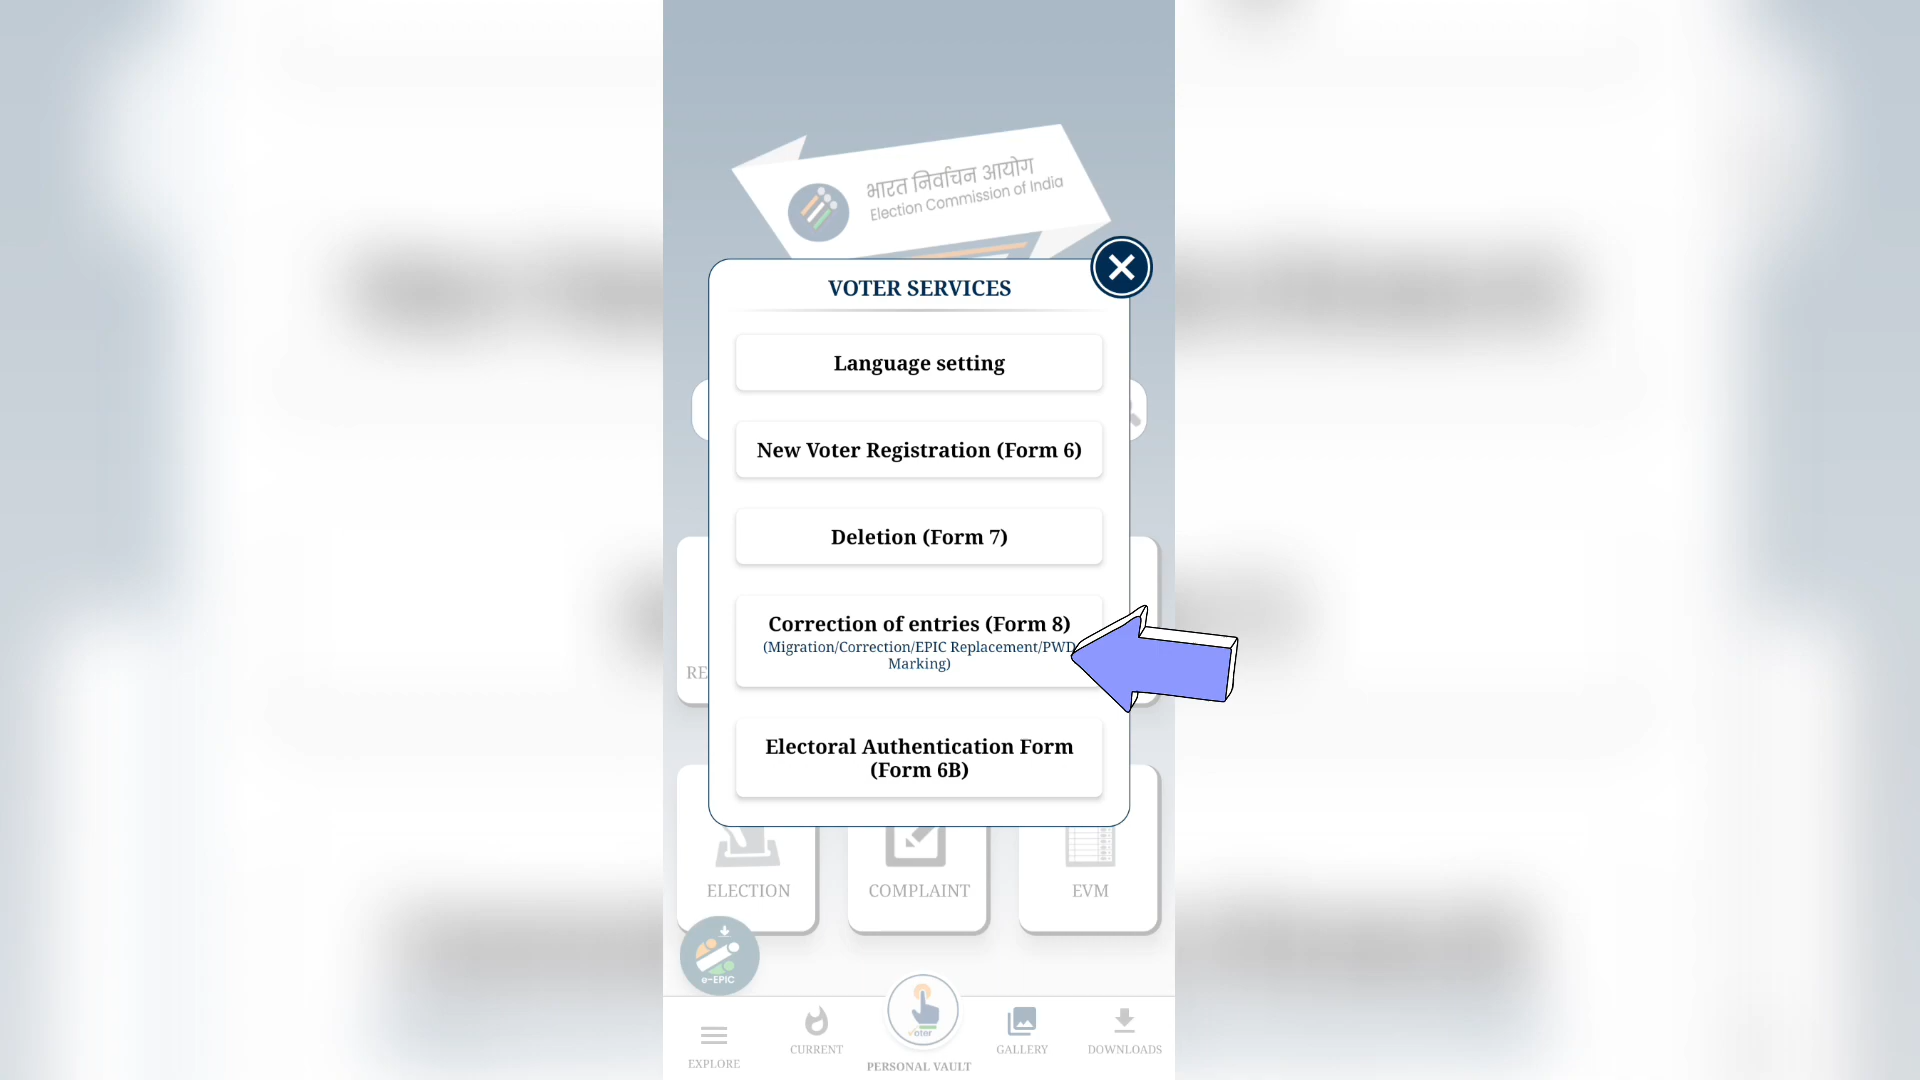 भारत निर्वाचन आयोग
Election Commission of India
VOTER SERVICES
Language setting
New Voter Registration (Form 6)
Deletion (Form 7)
Correction of entries (Form 8)
(Migration/Correction/EPIC Replacement/PWD
Marking)
RE
Electoral Authentication Form
(Form 6B)
ELECTION
COMPLAINT
EVM
e-EPIC
voter
EXPLORE
CURRENT
PERSONAL VAULT
GALLERY
DOWNLOADS